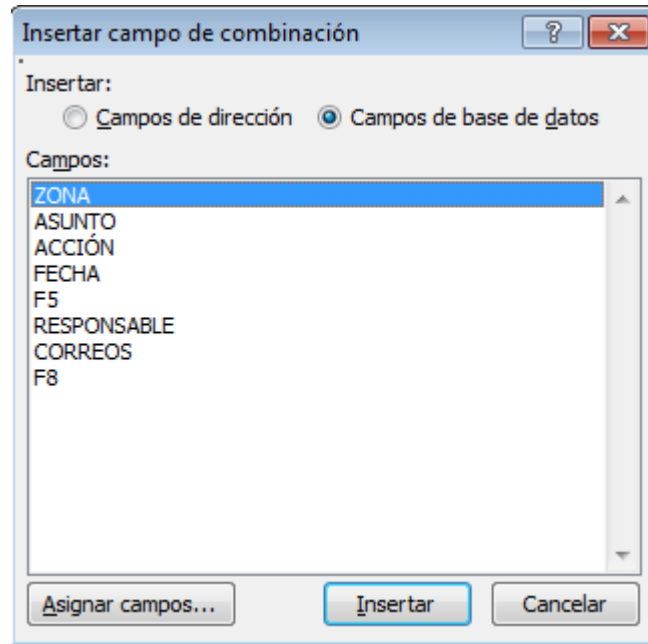 Insertar campo de combinación
Insertar:
Campos de dirección Campos de base de datos
Campos:
ZONA
ASUNTO
ACCIÓN
FECHA
F5
RESPONSABLE
CORREOS
F8
Asignar campos... Insertar Cancelar